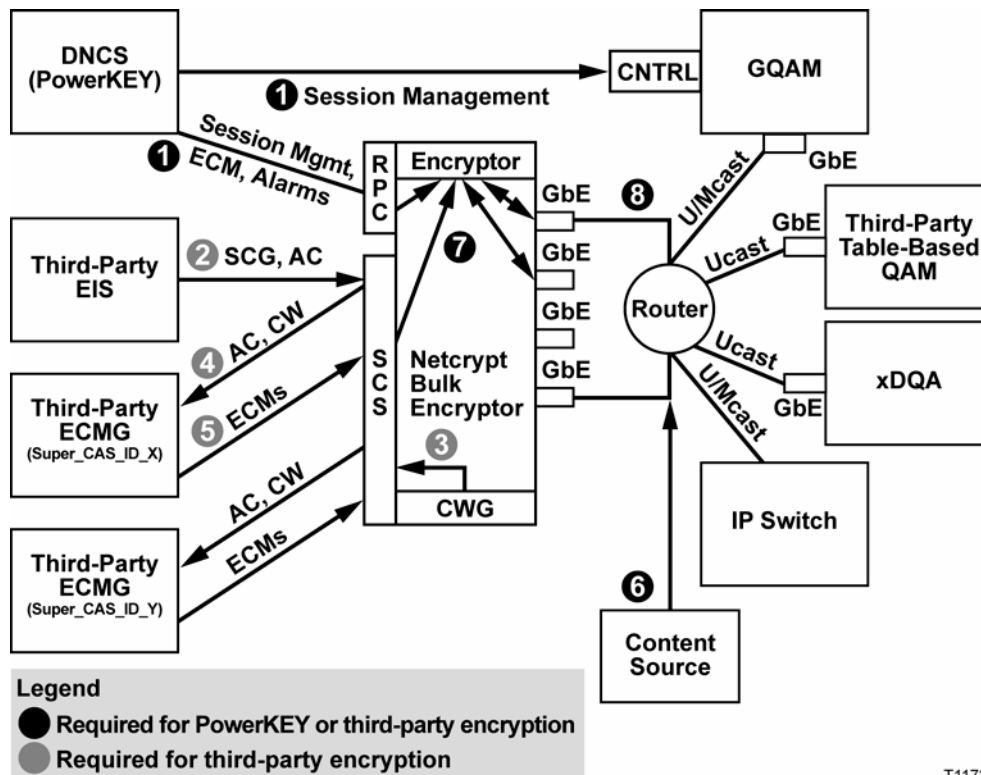 DNCS
(PowerKEY)
1 Session Management
CNTRL
GQAM
GbE
1
Session Mgmt,
ECM, Alarms
RPC
Encryptor
GbE
8
U/Mcast
GbE
Third-Party
Table-Based
QAM
Third-Party
EIS
2 SCG, AC
7
GbE
Ucast
Router
GbE
4 AC, CW
SCS
Netcrypt
Bulk
Encryptor
GbE
Ucast
GbE
xDQA
Third-Party
ECMG
(Super_CAS_ID_X)
5 ECMs
3
U/Mcast
AC, CW
CWG
IP Switch
Third-Party
ECMG
(Super_CAS_ID_Y)
ECMs
6
Content
Source
Legend
Required for PowerKEY or third-party encryption
Required for third-party encryption